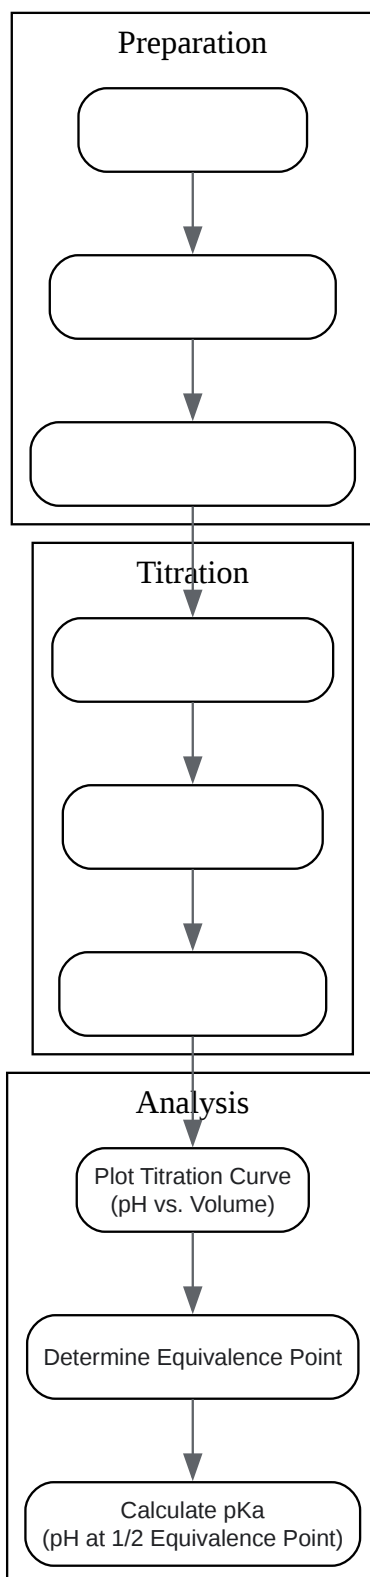 Preparation
Titration
Analysis
Plot Titration Curve
(pH vs. Volume)
Determine Equivalence Point
Calculate pKa
(pH at 1/2 Equivalence Point)